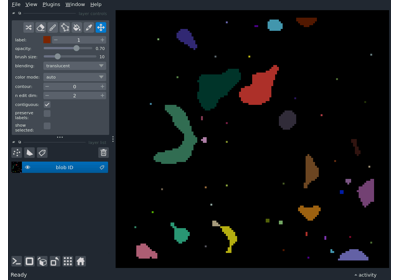 File View Plugins Window Help
label: 1
opacity: 0.70
brush size: 10
blending: translucent
color mode: auto
contour: 0
n edit dim: 2
contiguous:
preserve
labels:
show
selected:
blob ID
Ready
activity